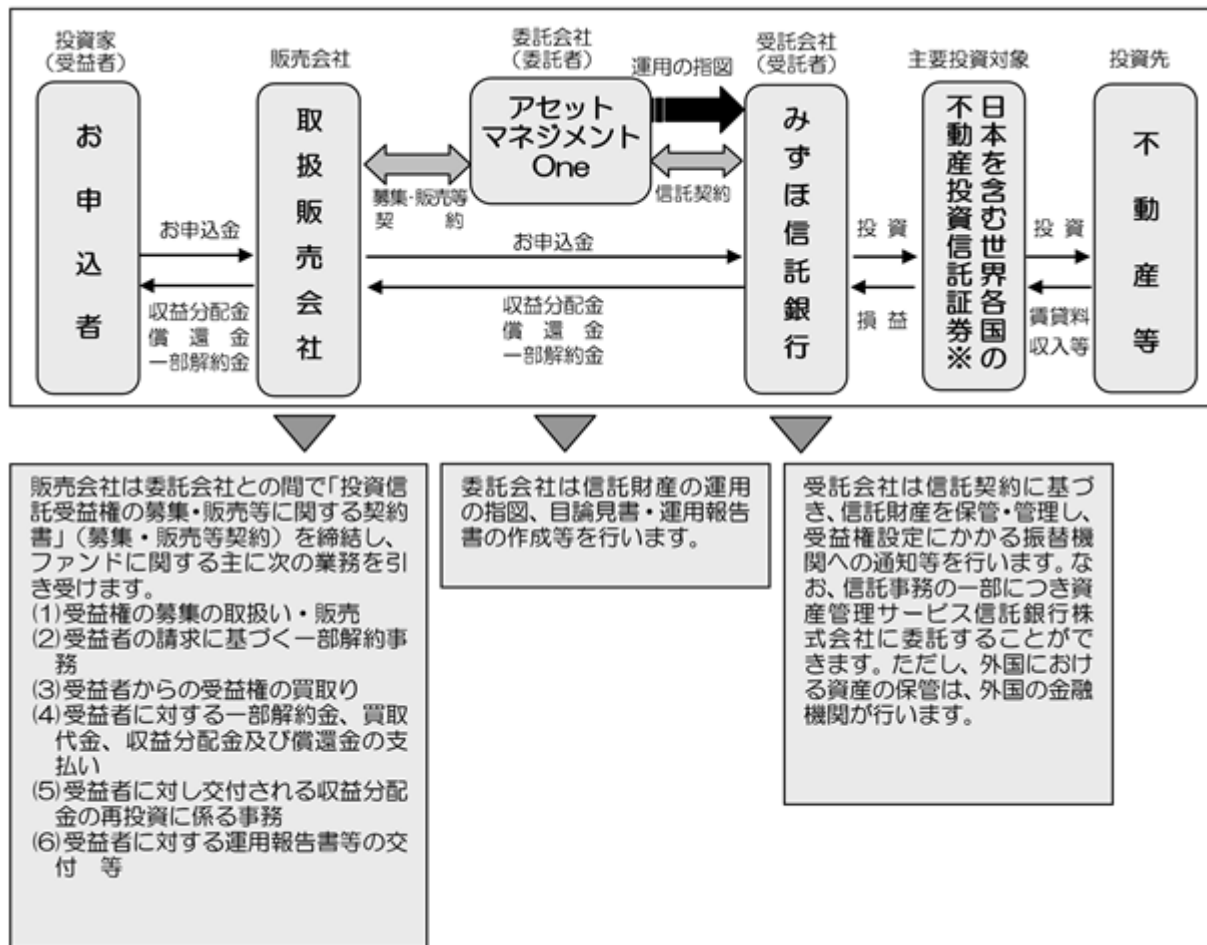 投資家
(受益者)
お申込者
販売会社
取扱販売会社
委託会社
(委託者)
アセット
マネジメント
One
運用の指図
受託会社
(受託者)
みずほ信託銀行
主要投資対象
日本を含む世界各国の
不動産投資信託証券※
投資先
不動産等
募集・販売等
契 約
信託契約
お申込金
収益分配金
償 還 金
一部解約金
お申込金
収益分配金
償 還 金
一部解約金
投 資
損 益
投 資
賃貸料
収入等
販売会社は委託会社との間で「投資信
託受益権の募集・販売等に関する契約
書」(募集・販売等契約)を締結し、
ファンドに関する主に次の業務を引
き受けます。
(1)受益権の募集の取扱い・販売
(2)受益者の請求に基づく一部解約事
務
(3)受益者からの受益権の買取り
(4)受益者に対する一部解約金、買取
代金、収益分配金及び償還金の支
払い
(5)受益者に対し交付される収益分配
金の再投資に係る事務
(6)受益者に対する運用報告書等の交
付 等
委託会社は信託財産の運用
の指図、目論見書・運用報告
書の作成等を行います。
受託会社は信託契約に基づ
き、信託財産を保管・管理し、
受益権設定にかかる振替機
関への通知等を行います。な
お、信託事務の一部につき資
産管理サービス信託銀行株
式会社に委託することがで
きます。ただし、外国におけ
る資産の保管は、外国の金融
機関が行います。